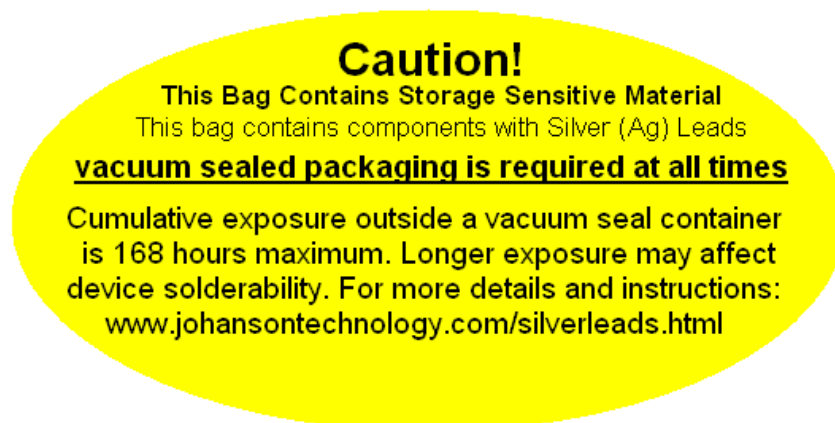 Caution!
This Bag Contains Storage Sensitive Material
This bag contains components with Silver (Ag) Leads
vacuum sealed packaging is required at all times
Cumulative exposure outside a vacuum seal container
is 168 hours maximum. Longer exposure may affect
device solderability. For more details and instructions:
www.johansontechnology.com/silverleads.html